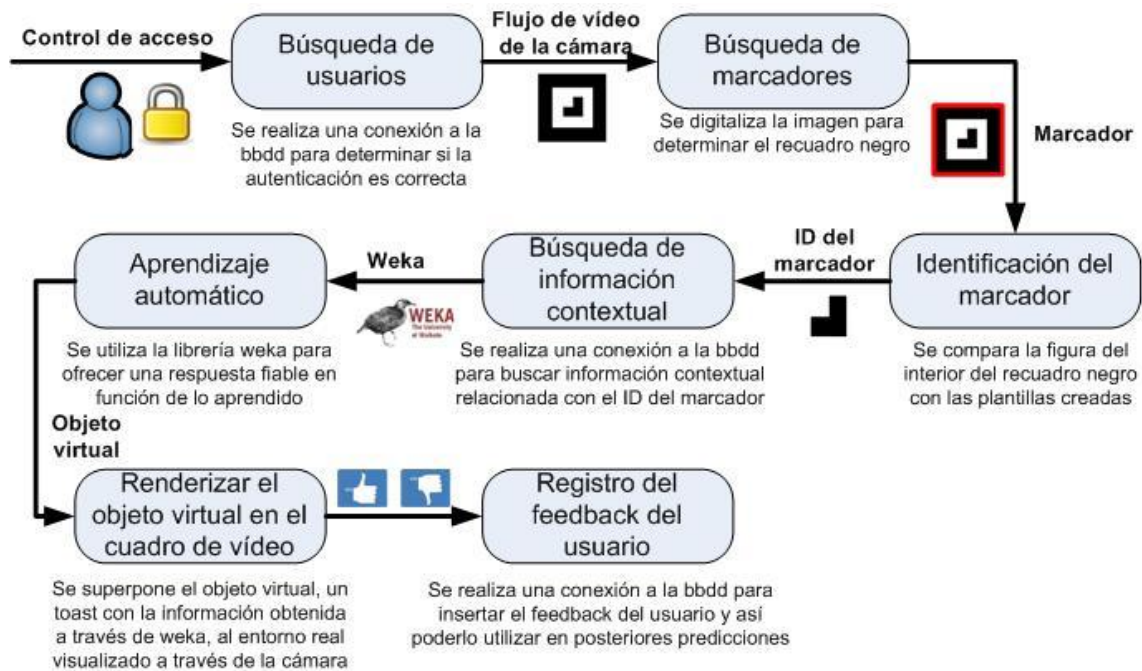 Control de acceso
Búsqueda de
usuarios
Se realiza una conexión a la
bbdd para determinar si la
autenticación es correcta
Flujo de vídeo
de la cámara
Búsqueda de
marcadores
Se digitaliza la imagen para
determinar el recuadro negro
Marcador
Identificación del
marcador
Se compara la figura del
interior del recuadro negro
con las plantillas creadas
ID del
marcador
Búsqueda de
información
contextual
Se realiza una conexión a la bbdd
para buscar información contextual
relacionada con el ID del marcador
Weka
WEKA
The University
of Waikato
Aprendizaje
automático
Se utiliza la librería weka para
ofrecer una respuesta fiable en
función de lo aprendido
Objeto
virtual
Renderizar el
objeto virtual en el
cuadro de vídeo
Se superpone el objeto virtual, un
toast con la información obtenida
a través de weka, al entorno real
visualizado a través de la cámara
Registro del
feedback del
usuario
Se realiza una conexión a la bbdd para
insertar el feedback del usuario y así
poderlo utilizar en posteriores predicciones